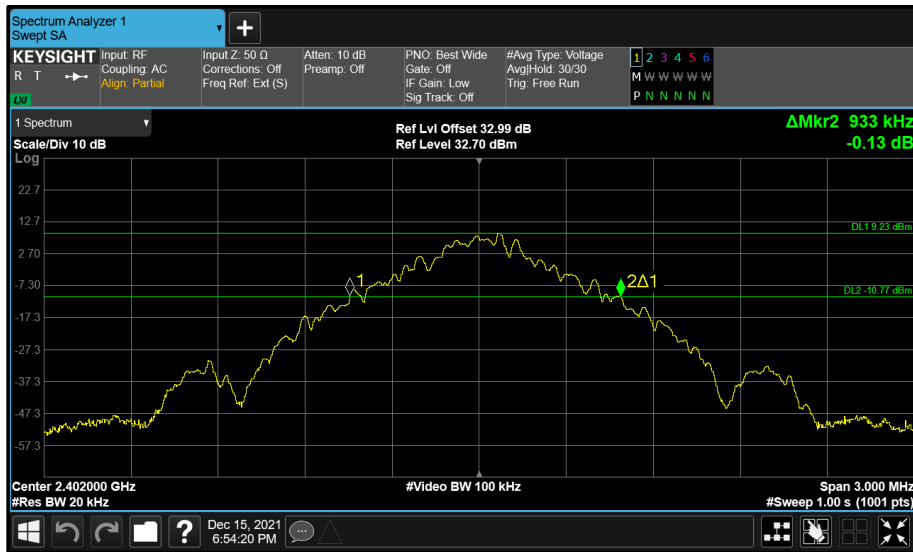 Spectrum Analyzer 1
Swept SA
+
KEYSIGHT
R T
LXI
Input: RF
Coupling: AC
Align: Partial
Input Z: 50 Ω
Corrections: Off
Freq Ref: Ext (S)
Atten: 10 dB
Preamp: Off
PNO: Best Wide
Gate: Off
IF Gain: Low
Sig Track: Off
#Avg Type: Voltage
Avg|Hold: 30/30
Trig: Free Run
1 2 3 4 5 6
M W W W W W
P N N N N N
1 Spectrum
Scale/Div 10 dB
Ref Lvl Offset 32.99 dB
Ref Level 32.70 dBm
ΔMkr2 933 kHz
-0.13 dB
Log
22.7
12.7
DL1 9.23 dBm
2.70
-7.30
1
2Δ1
DL2 -10.77 dBm
-17.3
-27.3
-37.3
-47.3
-57.3
Center 2.402000 GHz
#Video BW 100 kHz
Span 3.000 MHz
#Res BW 20 kHz
#Sweep 1.00 s (1001 pts)
?
Dec 15, 2021
6:54:20 PM